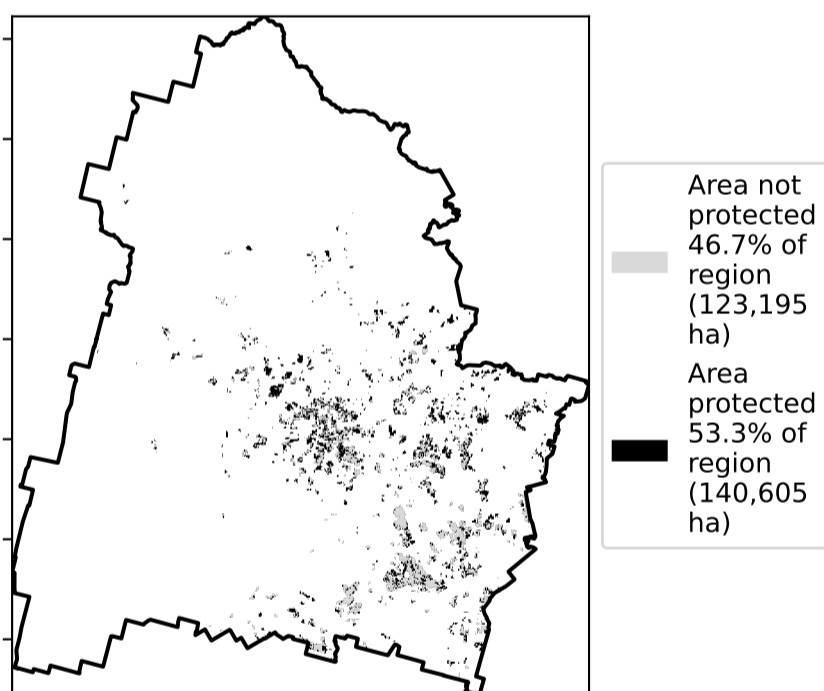 Area not
protected
46.7% of
region
(123,195
ha)
Area
protected
53.3% of
region
(140,605
ha)